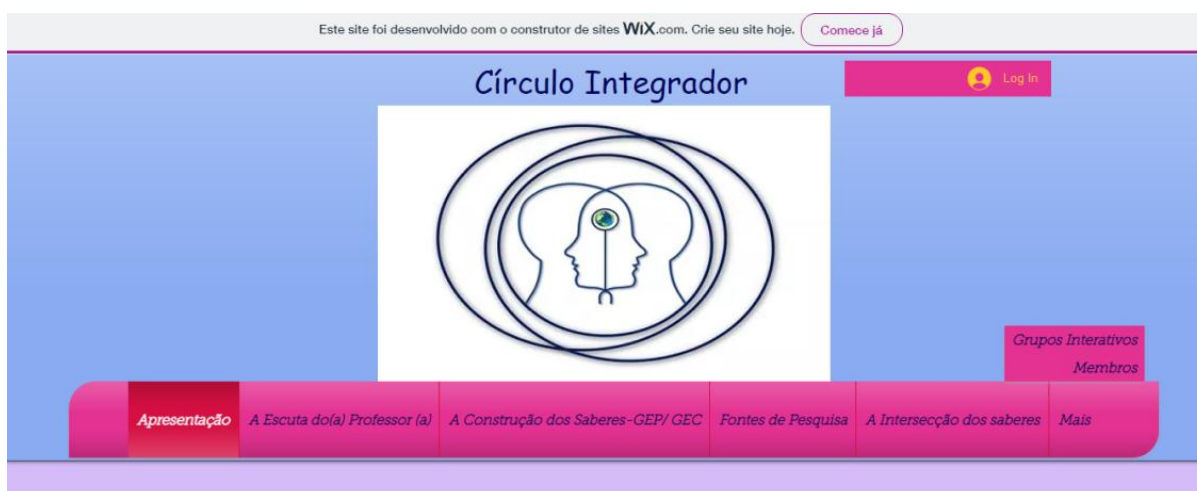 Este site foi desenvolvido com o construtor de sites WiX.com. Crie seu site hoje. Comece já
Círculo Integrador
Log In
Grupos Interativos
Membros
Apresentação A Escuta do(a) Professor (a) A Construção dos Saberes-GEP/ GEC Fontes de Pesquisa A Intersecção dos saberes Mais